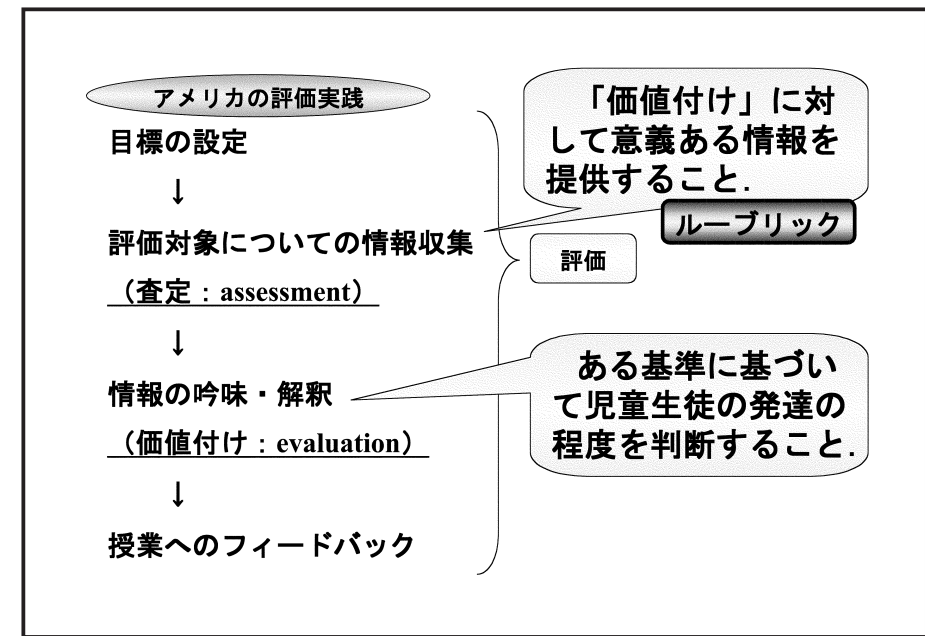 アメリカの評価実践
目標の設定
↓
評価対象についての情報収集
（査定：assessment）
↓
情報の吟味・解釈
（価値付け：evaluation）
↓
授業へのフィードバック
「価値付け」に対
して意義ある情報を
提供すること.
ルーブリック
評価
ある基準に基づい
て児童生徒の発達の
程度を判断すること.